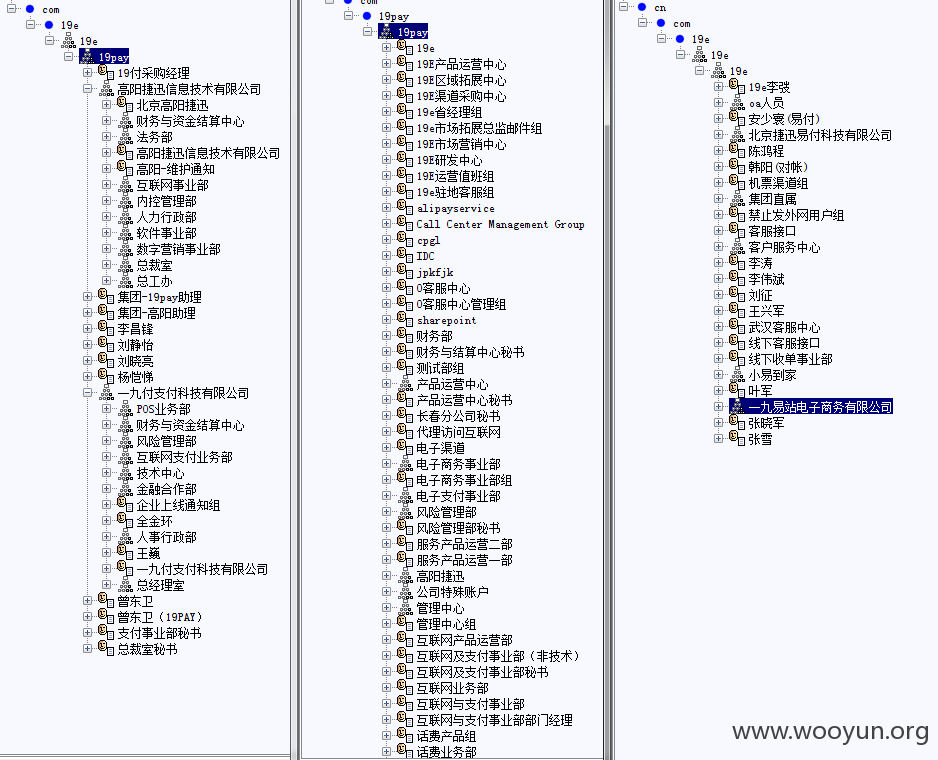 com
19e
19e
19pay
19付采购经理
高阳捷迅信息技术有限公司
北京高阳捷迅
财务与资金结算中心
法务部
高阳捷迅信息技术有限公司
高阳-维护通知
互联网事业部
内控管理部
人力行政部
软件事业部
数字营销事业部
总裁室
总工办
集团-19pay助理
集团-高阳助理
李昌锋
刘静怡
刘晓亮
杨恺悌
一九付支付科技有限公司
POS业务部
财务与资金结算中心
风险管理部
互联网支付业务部
技术中心
金融合作部
企业上线通知组
全金环
人事行政部
王巍
一九付支付科技有限公司
总经理室
曾东卫
曾东卫（19PAY）
支付事业部秘书
总裁室秘书
com
19pay
19pay
19e
19E产品运营中心
19E区域拓展中心
19E渠道采购中心
19e省经理组
19e市场拓展总监邮件组
19E市场营销中心
19E研发中心
19E运营值班组
19e驻地客服组
alipayservice
Call Center Management Group
cpgl
IDC
jpkfjk
O客服中心
O客服中心管理组
sharepoint
财务部
财务与结算中心秘书
测试部组
产品运营中心
产品运营中心秘书
长春分公司秘书
代理访问互联网
电子渠道
电子商务事业部
电子商务事业部组
电子支付事业部
风险管理部
风险管理部秘书
服务产品运营二部
服务产品运营一部
高阳捷迅
公司特殊账户
管理中心
管理中心组
互联网产品运营部
互联网及支付事业部（非技术）
互联网及支付事业部秘书
互联网业务部
互联网与支付事业部
互联网与支付事业部部门经理
话费产品组
话费业务部
cn
com
19e
19e
19e
19e李弢
oa人员
安少寰(易付)
北京捷迅易付科技有限公司
陈鸿程
韩阳(对帐)
机票渠道组
集团直属
禁止发外网用户组
客服接口
客户服务中心
李涛
李伟斌
刘征
王兴军
武汉客服中心
线下客服接口
线下收单事业部
小易到家
叶军
一九易站电子商务有限公司
张晓军
张雪
www.wooyun.org